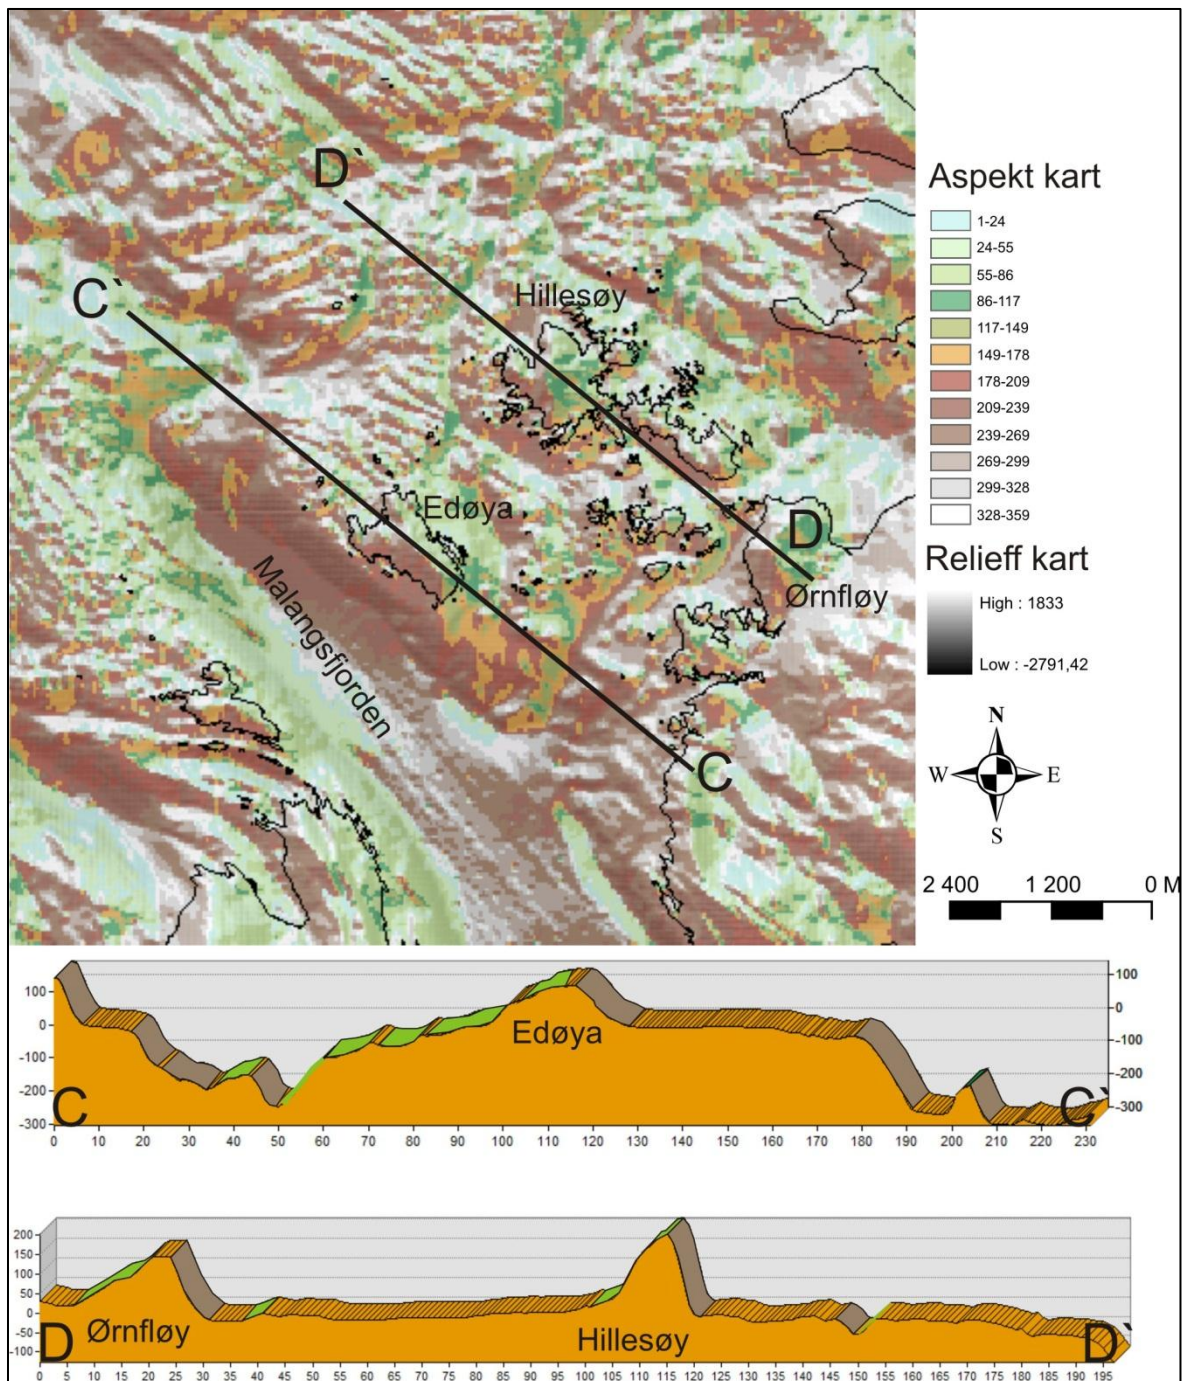 D`
C`
Hillesøy
Edøya
Malangsfjorden
D
Ørnfløy
C
Aspekt kart
1-24
24-55
55-86
86-117
117-149
149-178
178-209
209-239
239-269
269-299
299-328
328-359
Relieff kart
High : 1833
Low : -2791,42
N
W E
S
2 400 1 200 0 M
100 100
0 0
-100 -100
-200 -200
-300 -300
Edøya
C C`
0 10 20 30 40 50 60 70 80 90 100 110 120 130 140 150 160 170 180 190 200 210 220 230
200
150
100
50
0
-50
-100
D Ørnfløy Hillesøy D`
0 5 10 15 20 25 30 35 40 45 50 55 60 65 70 75 80 85 90 95 100 105 110 115 120 125 130 135 140 145 150 155 160 165 170 175 180 185 190 195